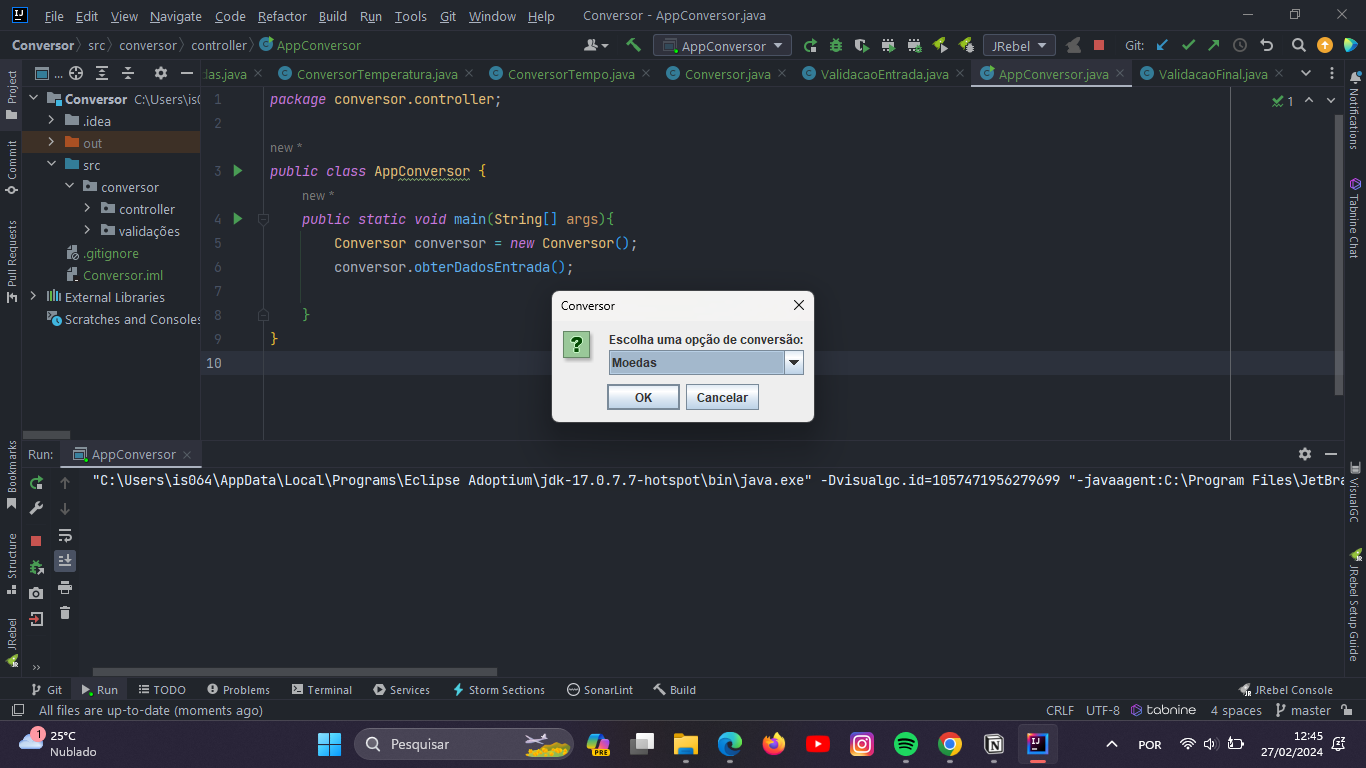 File Edit View Navigate Code Refactor Build Run Tools Git Window Help Conversor - AppConversor.java
Conversor src conversor controller AppConversor AppConversor JRebel Git:
Project
Commit
Pull Requests
Bookmarks
Structure
JRebel
...
das.java ConversorTemperatura.java ConversorTempo.java Conversor.java ValidacaoEntrada.java AppConversor.java ValidacaoFinal.java
Conversor C:\Users\is0
.idea
out
src
conversor
controller
validações
.gitignore
Conversor.iml
External Libraries
Scratches and Consoles
1 package conversor.controller;
1
2
new *
3 public class AppConversor {
new *
4 public static void main(String[] args){
5 Conversor conversor = new Conversor();
6 conversor.obterDadosEntrada();
7
8 }
9 }
10
Conversor
?
Escolha uma opção de conversão:
Moedas
OK Cancelar
Notifications
Tabnine Chat
VisualGC
JRebel Setup Guide
Run: AppConversor
"C:\Users\is064\AppData\Local\Programs\Eclipse Adoptium\jdk-17.0.7.7-hotspot\bin\java.exe" -Dvisualgc.id=1057471956279699 "-javaagent:C:\Program Files\JetBra
Git Run TODO Problems Terminal Services Storm Sections SonarLint Build JRebel Console
All files are up-to-date (moments ago) CRLF UTF-8 tabnine 4 spaces master
1
25°C
Nublado
Pesquisar
PRE
POR
12:45
27/02/2024